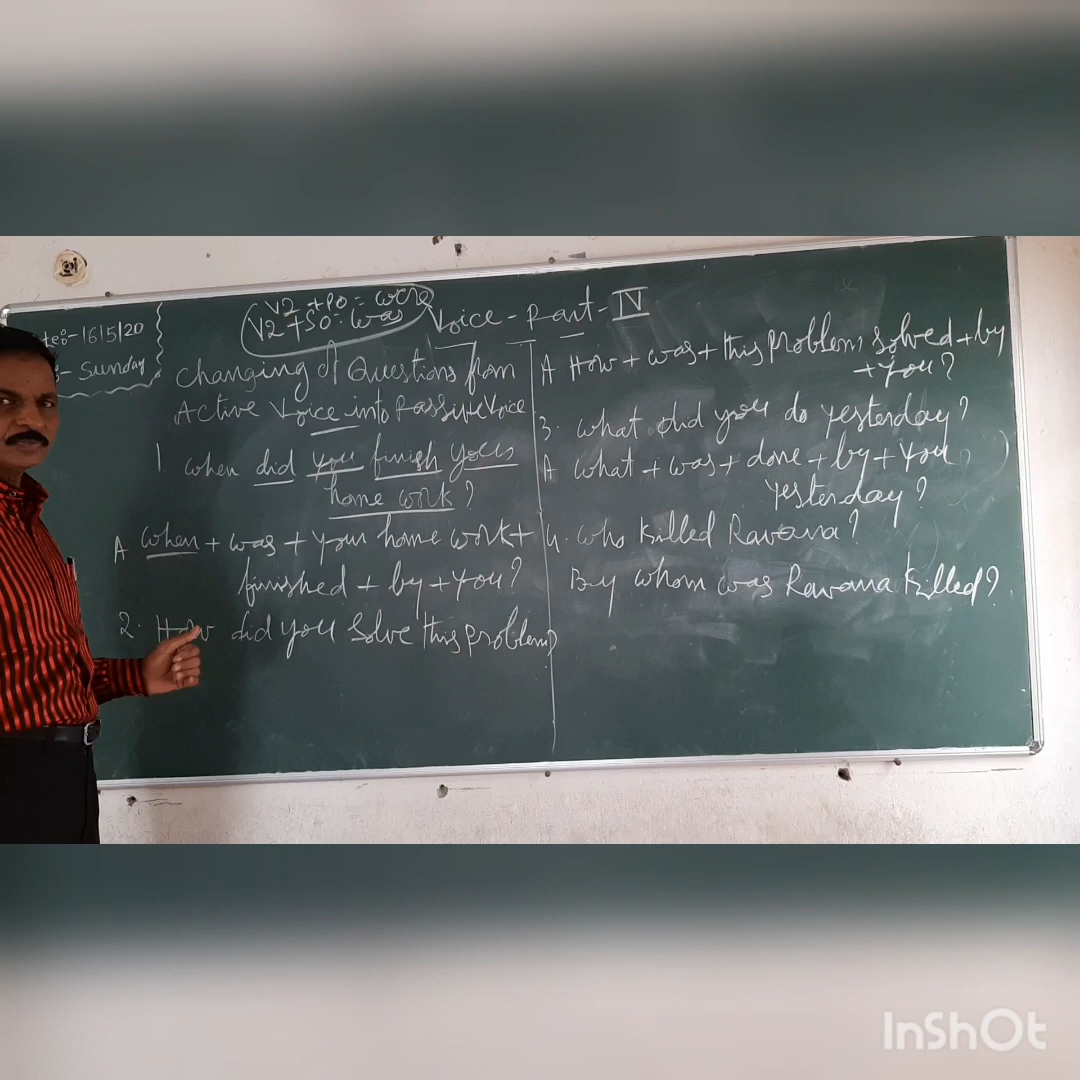 te:- 16/5/20
:- Sunday
V2 + PO = were
V2 + SO = was
Voice - Part - IV
Changing of Questions from
Active Voice into Passive Voice
1. When did you finish your
home work?
A When + was + your home work +
finished + by + you?
2. How did you solve this problem?
A How + was + this problem solved + by
+ you?
3. What did you do yesterday?
A What + was + done + by + you
yesterday?
4. Who killed Ravana?
By whom was Ravana killed?
InShOt